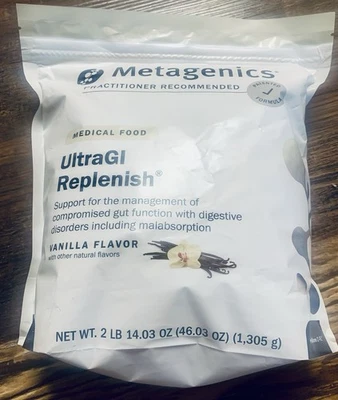 Metagenics®
PRACTITIONER RECOMMENDED
PATENTED
FORMULA
MEDICAL FOOD
UltraGI
Replenish®
Support for the management of
compromised gut function with digestive
disorders including malabsorption
VANILLA FLAVOR
with other natural flavors
NET WT. 2 LB 14.03 OZ (46.03 OZ) (1,305 g)